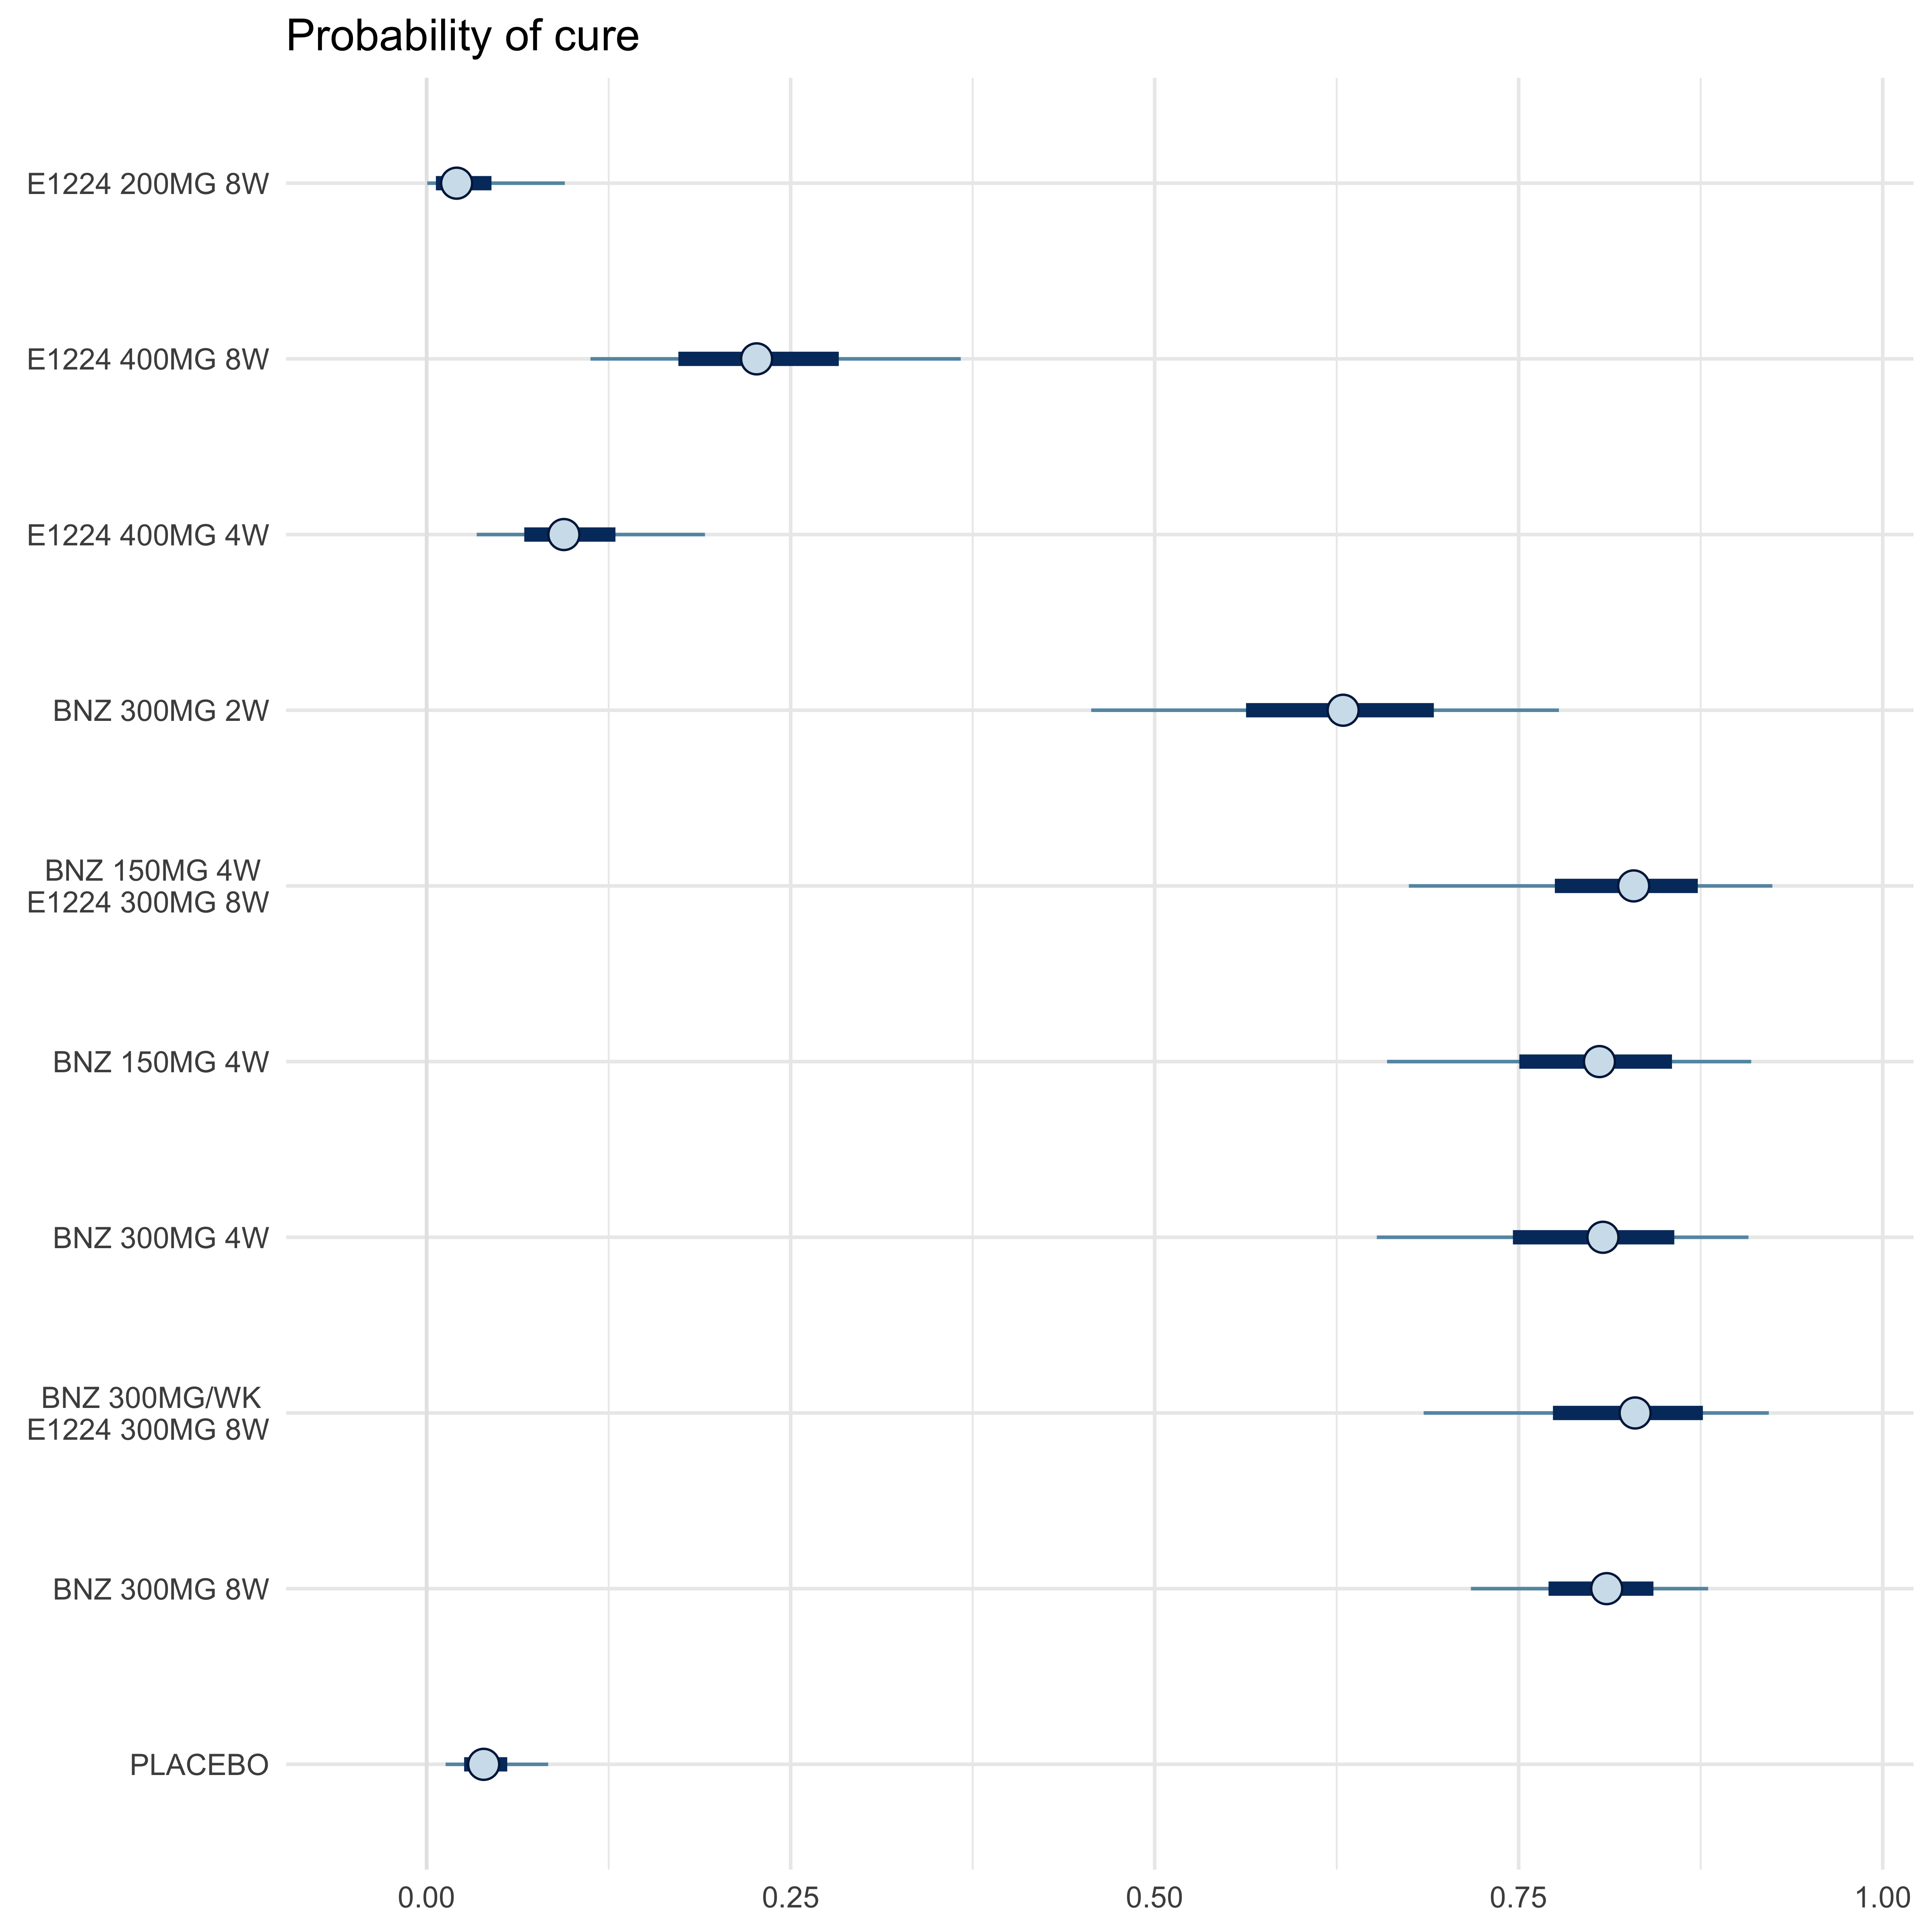 Probability of cure
E1224 200MG 8W
E1224 400MG 8W
E1224 400MG 4W
BNZ 300MG 2W
BNZ 150MG 4W
E1224 300MG 8W
BNZ 150MG 4W
BNZ 300MG 4W
BNZ 300MG/WK
E1224 300MG 8W
BNZ 300MG 8W
PLACEBO
0.00 0.25 0.50 0.75 1.00